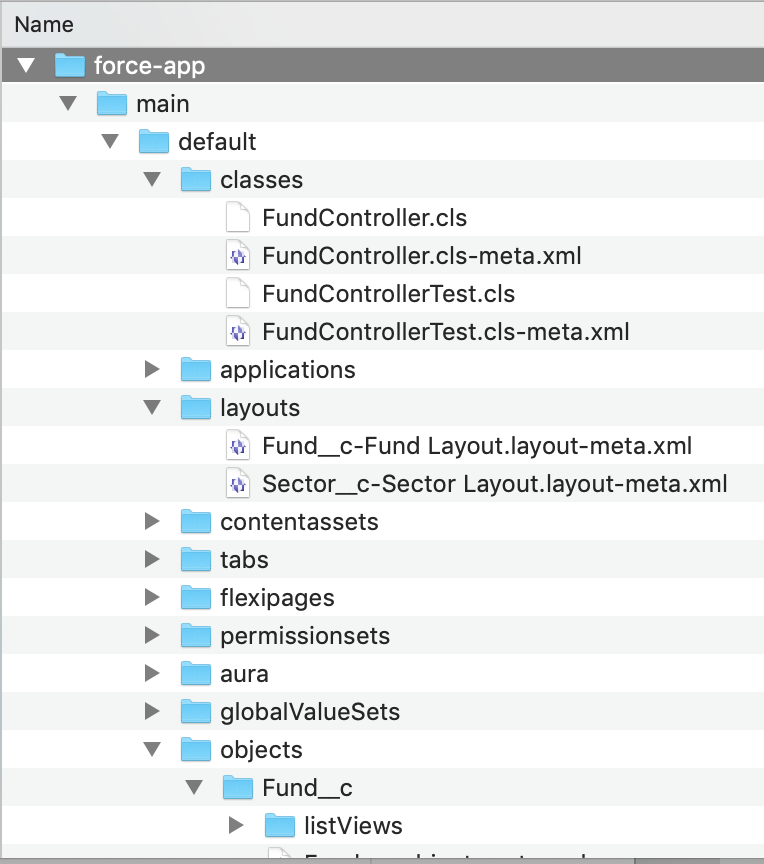 Name
force-app
main
default
classes
FundController.cls
FundController.cls-meta.xml
FundControllerTest.cls
FundControllerTest.cls-meta.xml
applications
layouts
Fund__c-Fund Layout.layout-meta.xml
Sector__c-Sector Layout.layout-meta.xml
contentassets
tabs
flexipages
permissionsets
aura
globalValueSets
objects
Fund__c
listViews